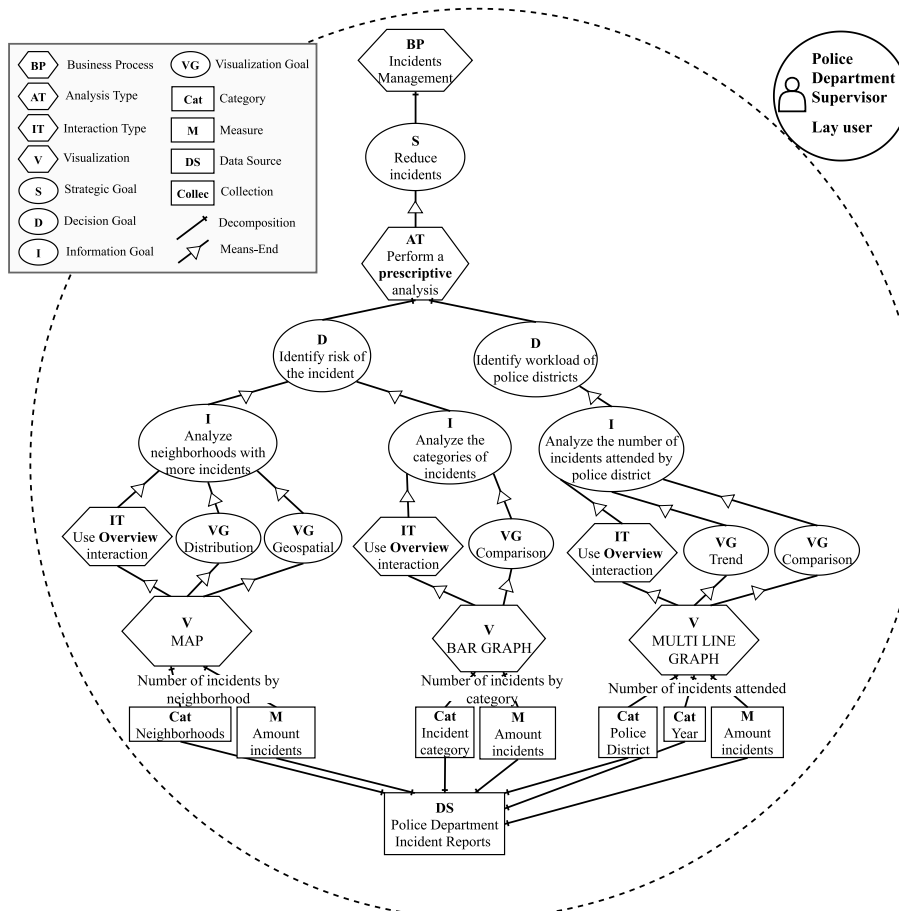 BP
Business Process
AT
Analysis Type
IT
Interaction Type
V
Visualization
S
Strategic Goal
D
Decision Goal
I
Information Goal
VG
Visualization Goal
Cat
Category
M
Measure
DS
Data Source
Collec
Collection
Decomposition
Means-End
Police
Department
Supervisor
Lay user
BP
Incidents
Management
S
Reduce
incidents
AT
Perform a
prescriptive
analysis
D
Identify risk of
the incident
D
Identify workload of
police districts
I
Analyze
neighborhoods with
more incidents
I
Analyze the
categories of
incidents
I
Analyze the number of
incidents attended by
police district
IT
Use Overview
interaction
VG
Distribution
VG
Geospatial
IT
Use Overview
interaction
VG
Comparison
IT
Use Overview
interaction
VG
Trend
VG
Comparison
V
MAP
V
BAR GRAPH
V
MULTI LINE
GRAPH
Number of incidents by
neighborhood
Number of incidents by
category
Number of incidents attended
Cat
Neighborhoods
M
Amount
incidents
Cat
Incident
category
M
Amount
incidents
Cat
Police
District
Cat
Year
M
Amount
incidents
DS
Police Department
Incident Reports